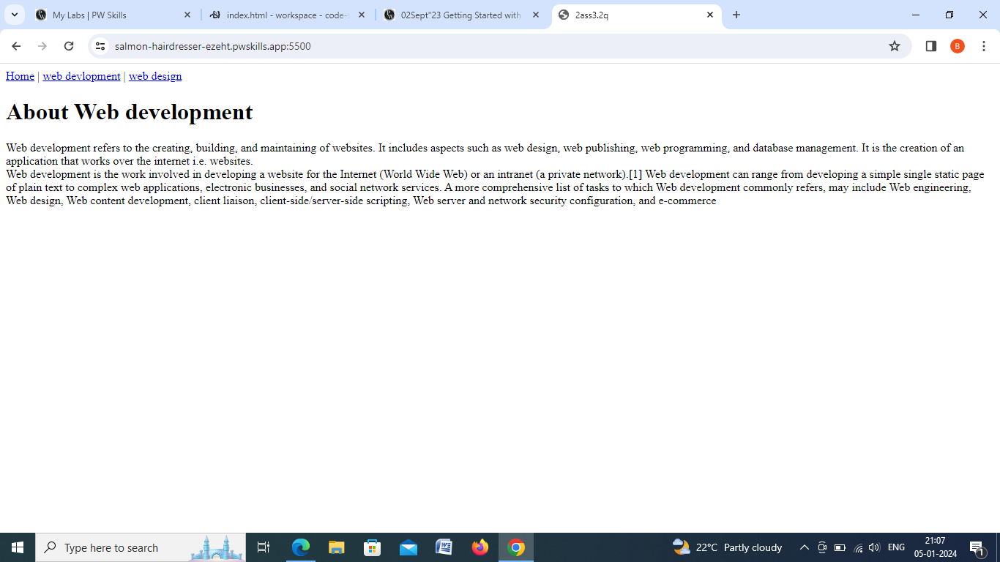 My Labs | PW Skills
index.html - workspace - code-
02Sept"23 Getting Started with
2ass3.2q
salmon-hairdresser-ezeht.pwskills.app:5500
B
Home | web devlopment | web design
About Web development
Web development refers to the creating, building, and maintaining of websites. It includes aspects such as web design, web publishing, web programming, and database management. It is the creation of an
application that works over the internet i.e. websites.
Web development is the work involved in developing a website for the Internet (World Wide Web) or an intranet (a private network).[1] Web development can range from developing a simple single static page
of plain text to complex web applications, electronic businesses, and social network services. A more comprehensive list of tasks to which Web development commonly refers, may include Web engineering,
Web design, Web content development, client liaison, client-side/server-side scripting, Web server and network security configuration, and e-commerce
Type here to search
22°C Partly cloudy
ENG
21:07
05-01-2024
1